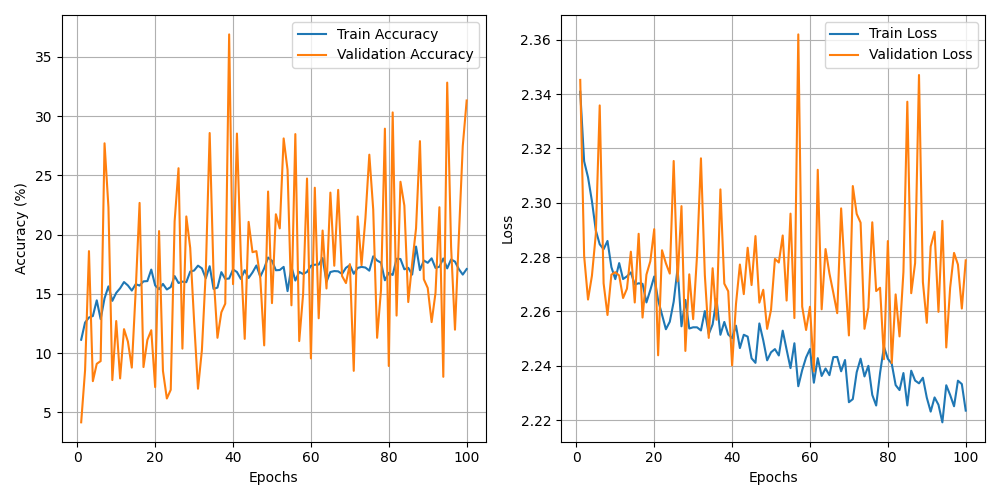 Train Accuracy
Validation Accuracy
Accuracy (%)
35
30
25
20
15
10
5
0 20 40 60 80 100
Epochs
Train Loss
Validation Loss
Loss
2.36
2.34
2.32
2.30
2.28
2.26
2.24
2.22
0 20 40 60 80 100
Epochs